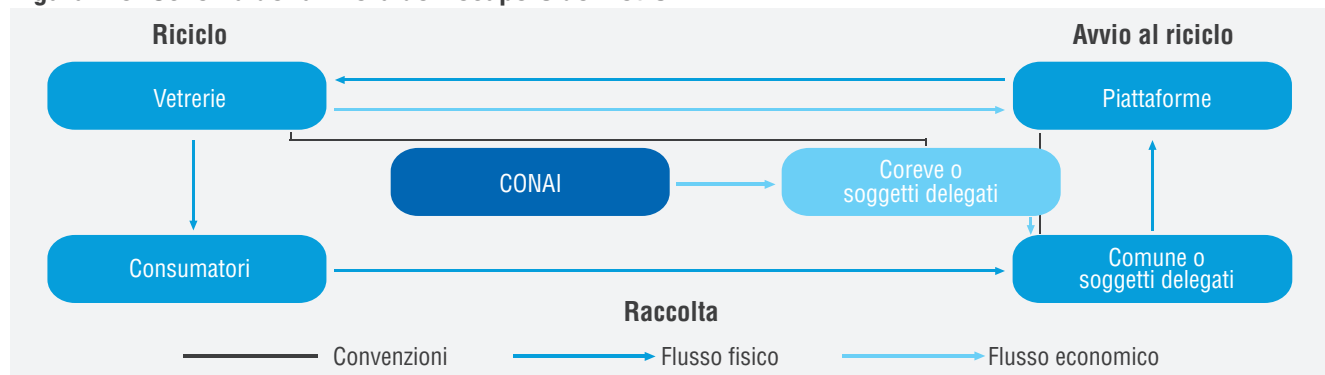 Riciclo
Avvio al riciclo
Vetrerie
Piattaforme
CONAI
Coreve o
soggetti delegati
Consumatori
Comune o
soggetti delegati
Raccolta
Convenzioni
Flusso fisico
Flusso economico